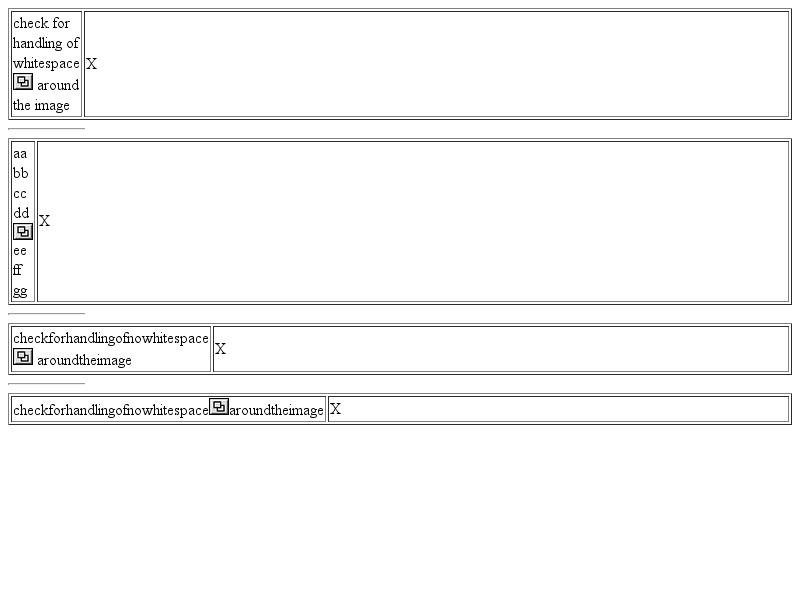 check for
handling of
whitespace
around
the image
X
aa
bb
cc
dd
ee
ff
gg
X
checkforhandlingofnowhitespace
aroundtheimage
X
checkforhandlingofnowhitespacearoundtheimage
X